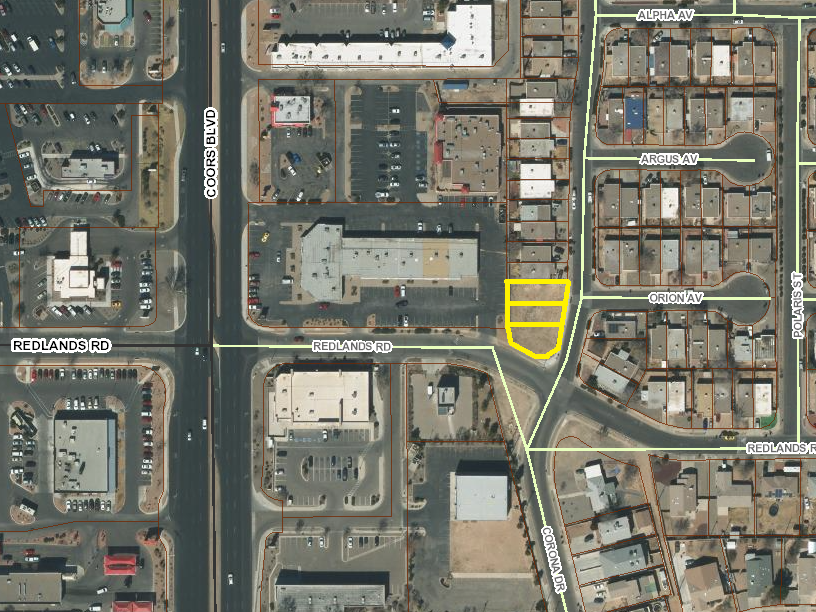 ALPHA AV
COORS BLVD
ARGUS AV
ORION AV
POLARIS ST
REDLANDS RD
REDLANDS RD
REDLANDS R
CORONA DR